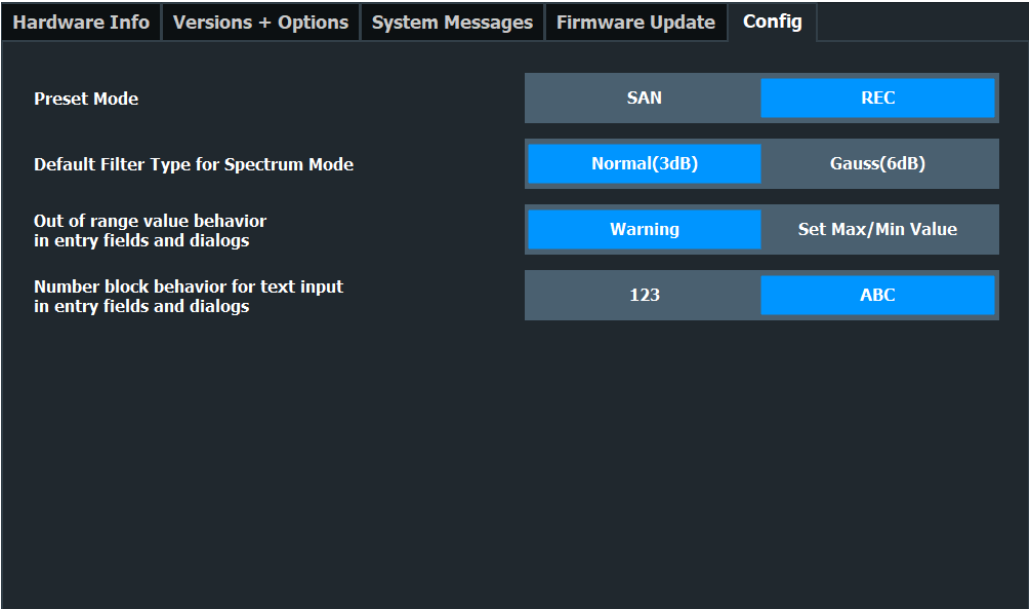 Hardware Info Versions + Options System Messages Firmware Update Config
Preset Mode SAN REC
Default Filter Type for Spectrum Mode Normal(3dB) Gauss(6dB)
Out of range value behavior
in entry fields and dialogs Warning Set Max/Min Value
Number block behavior for text input
in entry fields and dialogs 123 ABC